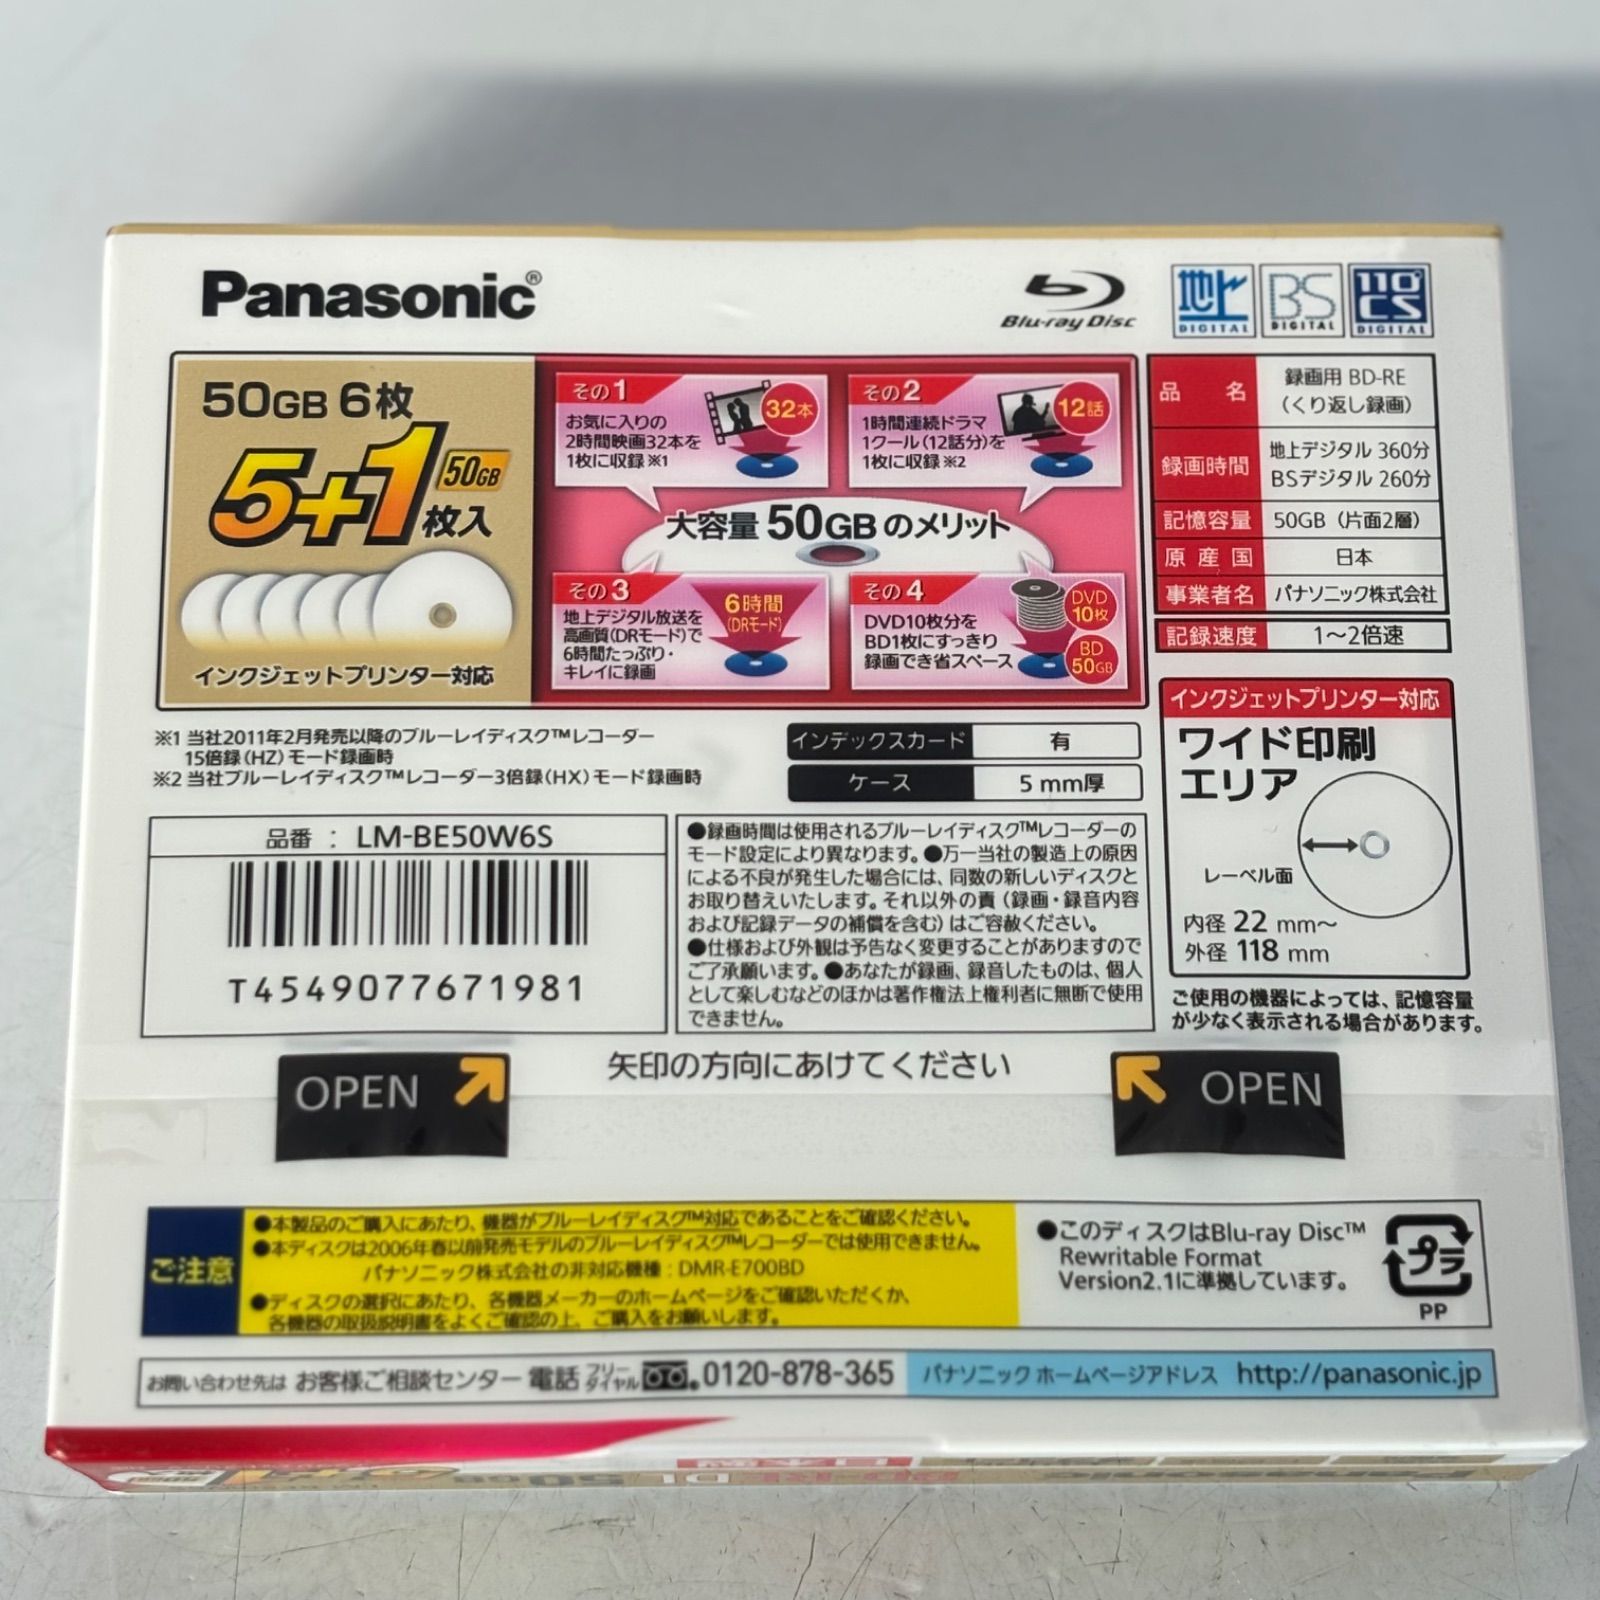 Panasonic®
Blu-ray Disc
地上 DIGITAL
BS DIGITAL
110° CS DIGITAL
50GB 6枚
5+1枚入 50GB
インクジェットプリンター対応
その1
お気に入りの
2時間映画32本を
1枚に収録※1
32本
その2
1時間連続ドラマ
1クール(12話分)を
1枚に収録※2
12話
大容量 50GBのメリット
その3
地上デジタル放送を
高画質(DRモード)で
6時間たっぷり・
キレイに録画
6時間
(DRモード)
その4
DVD10枚分を
BD1枚にすっきり
録画でき省スペース
DVD
10枚
BD
50GB
品名 録画用 BD-RE
(くり返し録画)
録画時間 地上デジタル 360分
BSデジタル 260分
記憶容量 50GB(片面2層)
原産国 日本
事業者名 パナソニック株式会社
記録速度 1〜2倍速
※1 当社2011年2月発売以降のブルーレイディスク™レコーダー
15倍録(HZ)モード録画時
※2 当社ブルーレイディスク™レコーダー3倍録(HX)モード録画時
インデックスカード 有
ケース 5 mm厚
インクジェットプリンター対応
ワイド印刷
エリア
レーベル面
内径 22 mm〜
外径 118 mm
ご使用の機器によっては、記憶容量
が少なく表示される場合があります。
品番 : LM-BE50W6S
T4549077671981
●録画時間は使用されるブルーレイディスク™レコーダーの
モード設定により異なります。●万一当社の製造上の原因
による不良が発生した場合には、同数の新しいディスクと
お取り替えいたします。それ以外の責(録画・録音内容
および記録データの補償を含む)はご容赦ください。
●仕様および外観は予告なく変更することがありますので
ご了承願います。●あなたが録画、録音したものは、個人
として楽しむなどのほかは著作権法上権利者に無断で使用
できません。
OPEN
矢印の方向にあけてください
OPEN
ご注意
●本製品のご購入にあたり、機器がブルーレイディスク™対応であることをご確認ください。
●本ディスクは2006年春以前発売モデルのブルーレイディスク™レコーダーでは使用できません。
パナソニック株式会社の非対応機種:DMR-E700BD
●ディスクの選択にあたり、各機器メーカーのホームページをご確認いただくか、
各機器の取扱説明書をよくご確認の上、ご購入をお願いします。
●このディスクはBlu-ray Disc™
Rewritable Format
Version2.1に準拠しています。
プラ
PP
お問い合わせ先は お客様ご相談センター 電話 フリーダイヤル 0120-878-365
パナソニック ホームページアドレス http://panasonic.jp
Panasonic